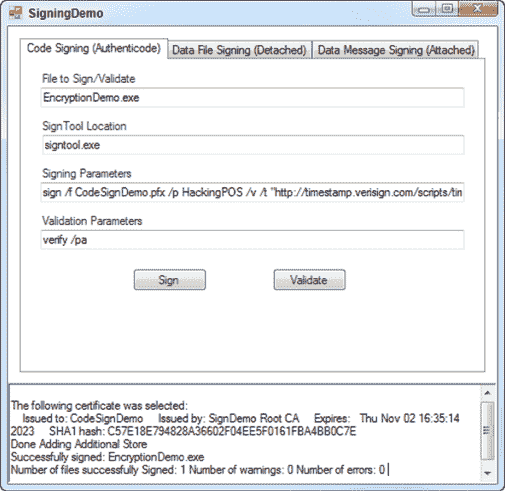 SigningDemo
Code Signing (Authenticode)
Data File Signing (Detached)
Data Message Signing (Attached)
File to Sign/Validate
EncryptionDemo.exe
SignTool Location
signtool.exe
Signing Parameters
sign /f CodeSignDemo.pfx /p HackingPOS /v /t "http://timestamp.verisign.com/scripts/tim
Validation Parameters
verify /pa
Sign
Validate
The following certificate was selected:
Issued to: CodeSignDemo Issued by: SignDemo Root CA Expires: Thu Nov 02 16:35:14
2023 SHA1 hash: C57E18E794828A36602F04EE5F0161FBA4BB0C7E
Done Adding Additional Store
Successfully signed: EncryptionDemo.exe
Number of files successfully Signed: 1 Number of warnings: 0 Number of errors: 0